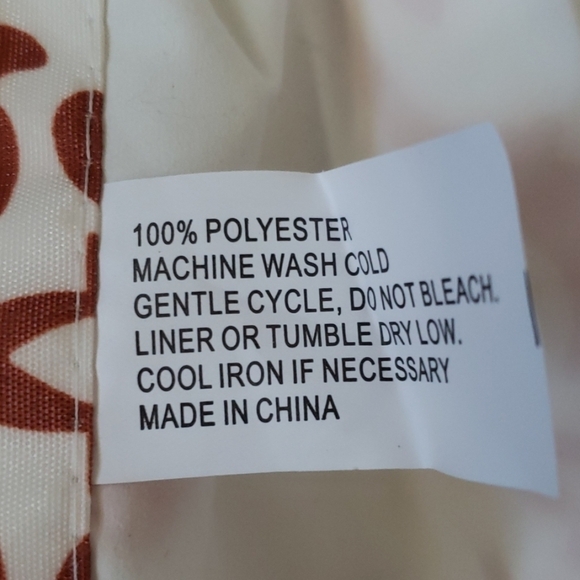 100% POLYESTER
MACHINE WASH COLD
GENTLE CYCLE, DO NOT BLEACH.
LINER OR TUMBLE DRY LOW.
COOL IRON IF NECESSARY
MADE IN CHINA